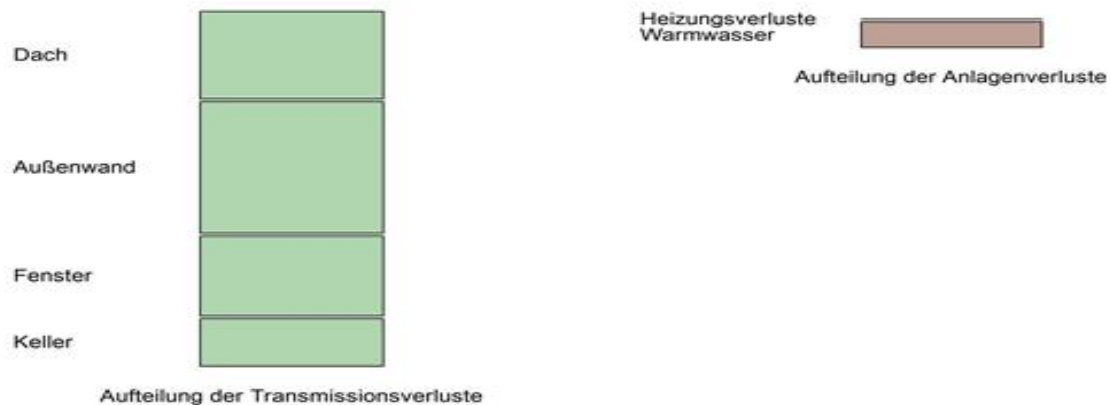 Dach
Außenwand
Fenster
Keller
Aufteilung der Transmissionsverluste
Heizungsverluste
Warmwasser
Aufteilung der Anlagenverluste